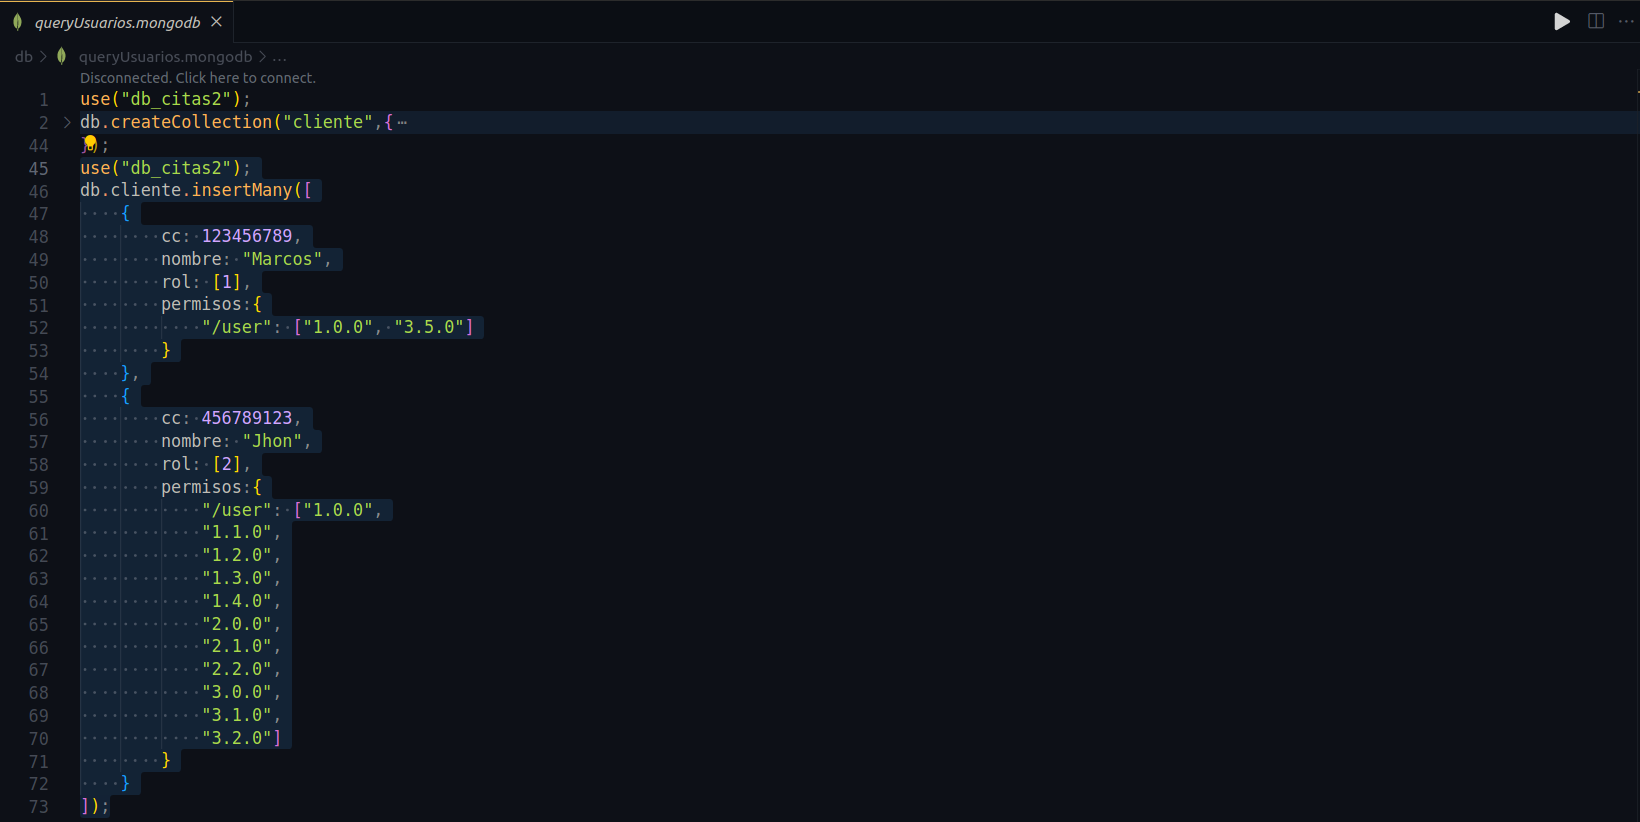 queryUsuarios.mongodb
db > queryUsuarios.mongodb > ...
Disconnected. Click here to connect.
1 use("db_citas2");
2 db.createCollection("cliente",{ ⋯
44 });
45 use("db_citas2");
46 db.cliente.insertMany([
47 {
48 cc: 123456789,
49 nombre: "Marcos",
50 rol: [1],
51 permisos:{
52 "/user": ["1.0.0", "3.5.0"]
53 }
54 },
55 {
56 cc: 456789123,
57 nombre: "Jhon",
58 rol: [2],
59 permisos:{
60 "/user": ["1.0.0",
61 "1.1.0",
62 "1.2.0",
63 "1.3.0",
64 "1.4.0",
65 "2.0.0",
66 "2.1.0",
67 "2.2.0",
68 "3.0.0",
69 "3.1.0",
70 "3.2.0"]
71 }
72 }
73 ]);